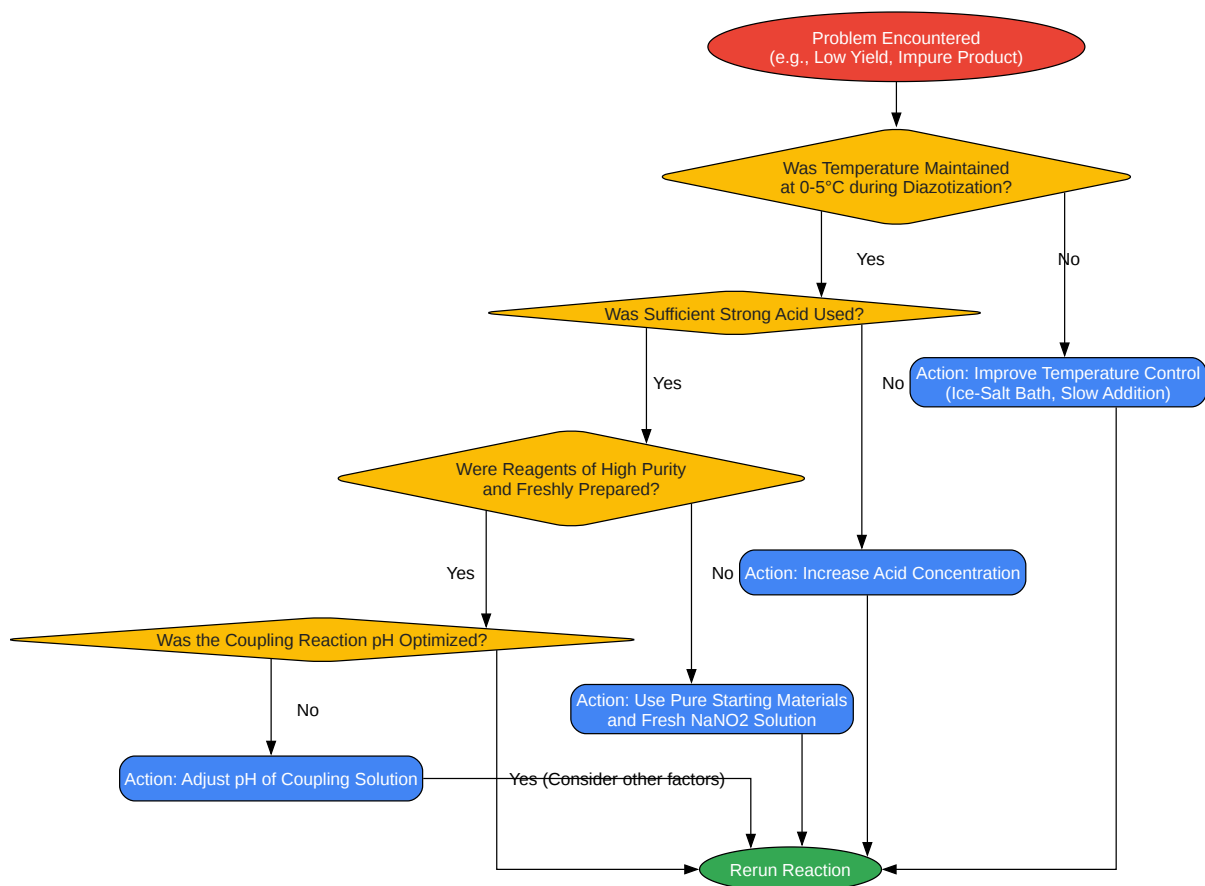 Problem Encountered
(e.g., Low Yield, Impure Product)
Was Temperature Maintained
at 0-5°C during Diazotization?
Yes
No
Was Sufficient Strong Acid Used?
Yes
No
Action: Improve Temperature Control
(Ice-Salt Bath, Slow Addition)
Were Reagents of High Purity
and Freshly Prepared?
Yes
No
Action: Increase Acid Concentration
Was the Coupling Reaction pH Optimized?
No
Action: Use Pure Starting Materials
and Fresh NaNO2 Solution
Action: Adjust pH of Coupling Solution
Yes (Consider other factors)
Rerun Reaction